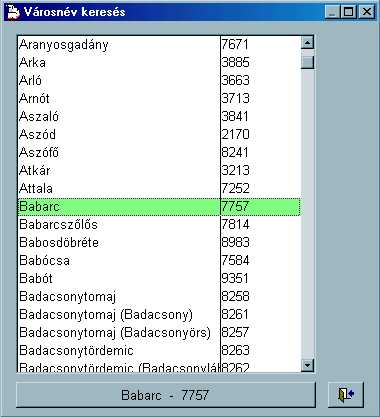 Városnév keresés
Aranyosgadány 7671
Arka 3885
Arló 3663
Arnót 3713
Aszaló 3841
Aszód 2170
Aszófő 8241
Atkár 3213
Attala 7252
Babarc 7757
Babarcszőlős 7814
Babosdöbréte 8983
Babócsa 7584
Babót 9351
Badacsonytomaj 8258
Badacsonytomaj (Badacsony) 8261
Badacsonytomaj (Badacsonyörs) 8257
Badacsonytördemic 8263
Badacsonytördemic (Badacsonylál 8262
Babarc - 7757